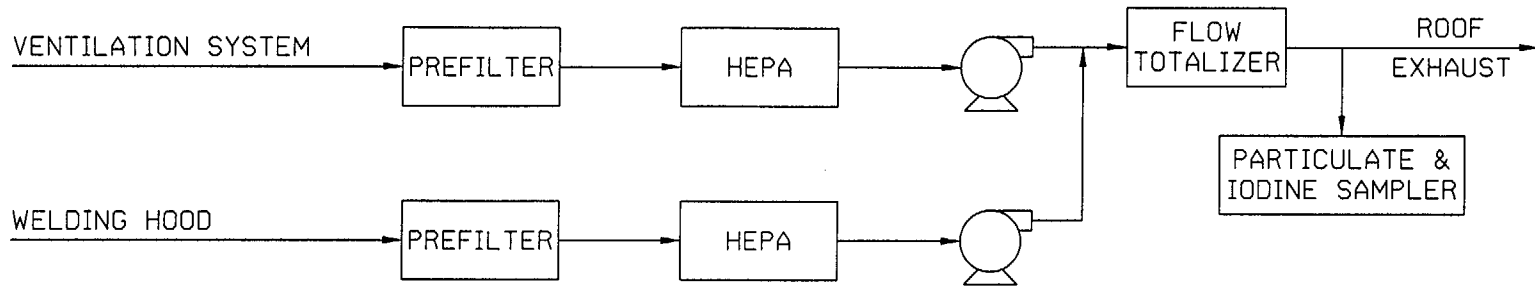 VENTILATION SYSTEM
PREFILTER
HEPA
FLOW
TOTALIZER
ROOF
EXHAUST
PARTICULATE &
IODINE SAMPLER
WELDING HOOD
PREFILTER
HEPA